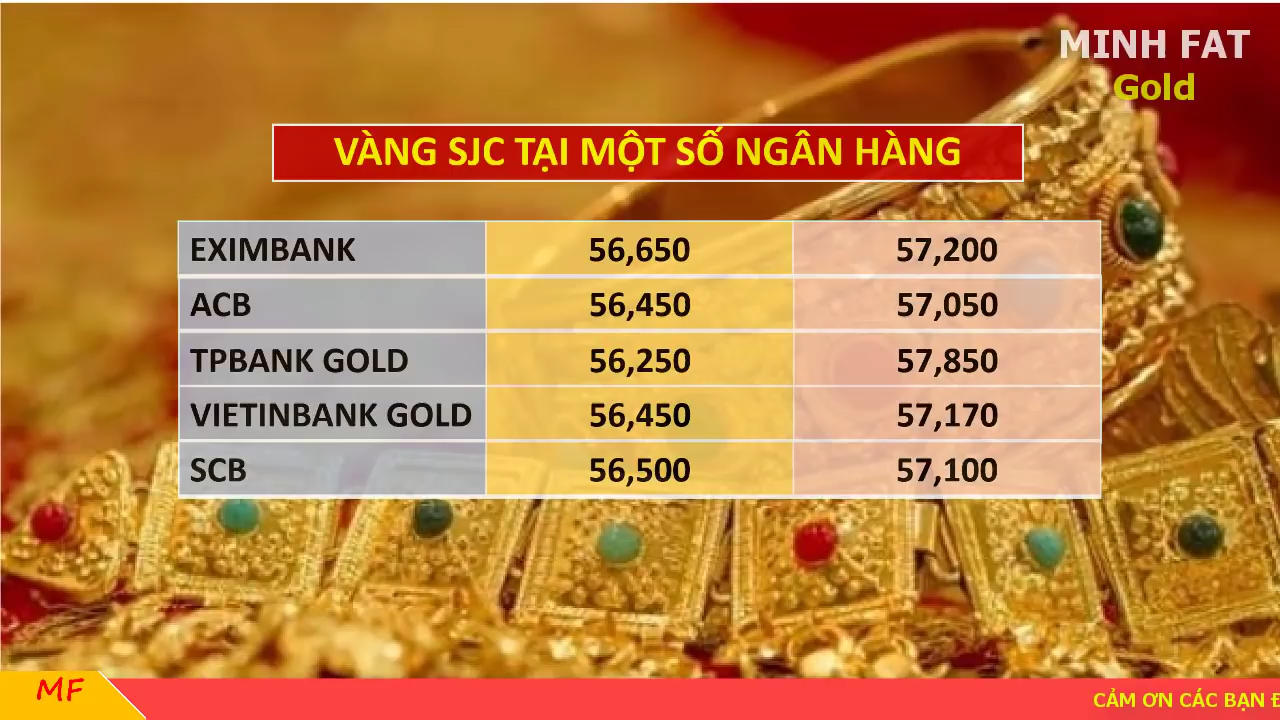 MINH FAT
Gold
VÀNG SJC TẠI MỘT SỐ NGÂN HÀNG
EXIMBANK 56,650 57,200
ACB 56,450 57,050
TPBANK GOLD 56,250 57,850
VIETINBANK GOLD 56,450 57,170
SCB 56,500 57,100
MF
CẢM ƠN CÁC BẠN